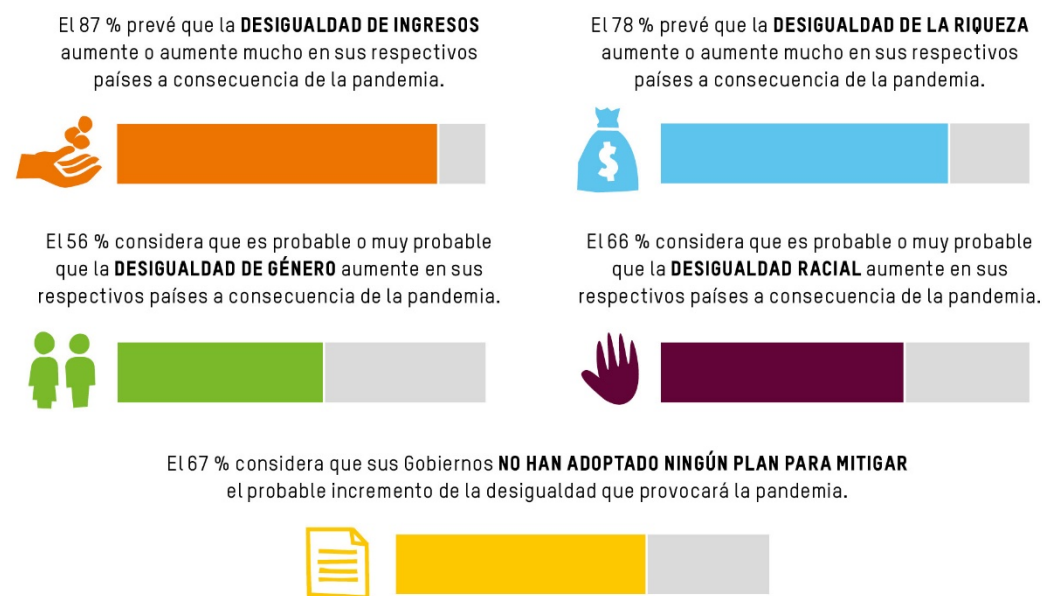 El 87 % prevé que la DESIGUALDAD DE INGRESOS
aumente o aumente mucho en sus respectivos
países a consecuencia de la pandemia.
El 78 % prevé que la DESIGUALDAD DE LA RIQUEZA
aumente o aumente mucho en sus respectivos
países a consecuencia de la pandemia.
$
El 56 % considera que es probable o muy probable
que la DESIGUALDAD DE GÉNERO aumente en sus
respectivos países a consecuencia de la pandemia.
El 66 % considera que es probable o muy probable
que la DESIGUALDAD RACIAL aumente en sus
respectivos países a consecuencia de la pandemia.
El 67 % considera que sus Gobiernos NO HAN ADOPTADO NINGÚN PLAN PARA MITIGAR
el probable incremento de la desigualdad que provocará la pandemia.